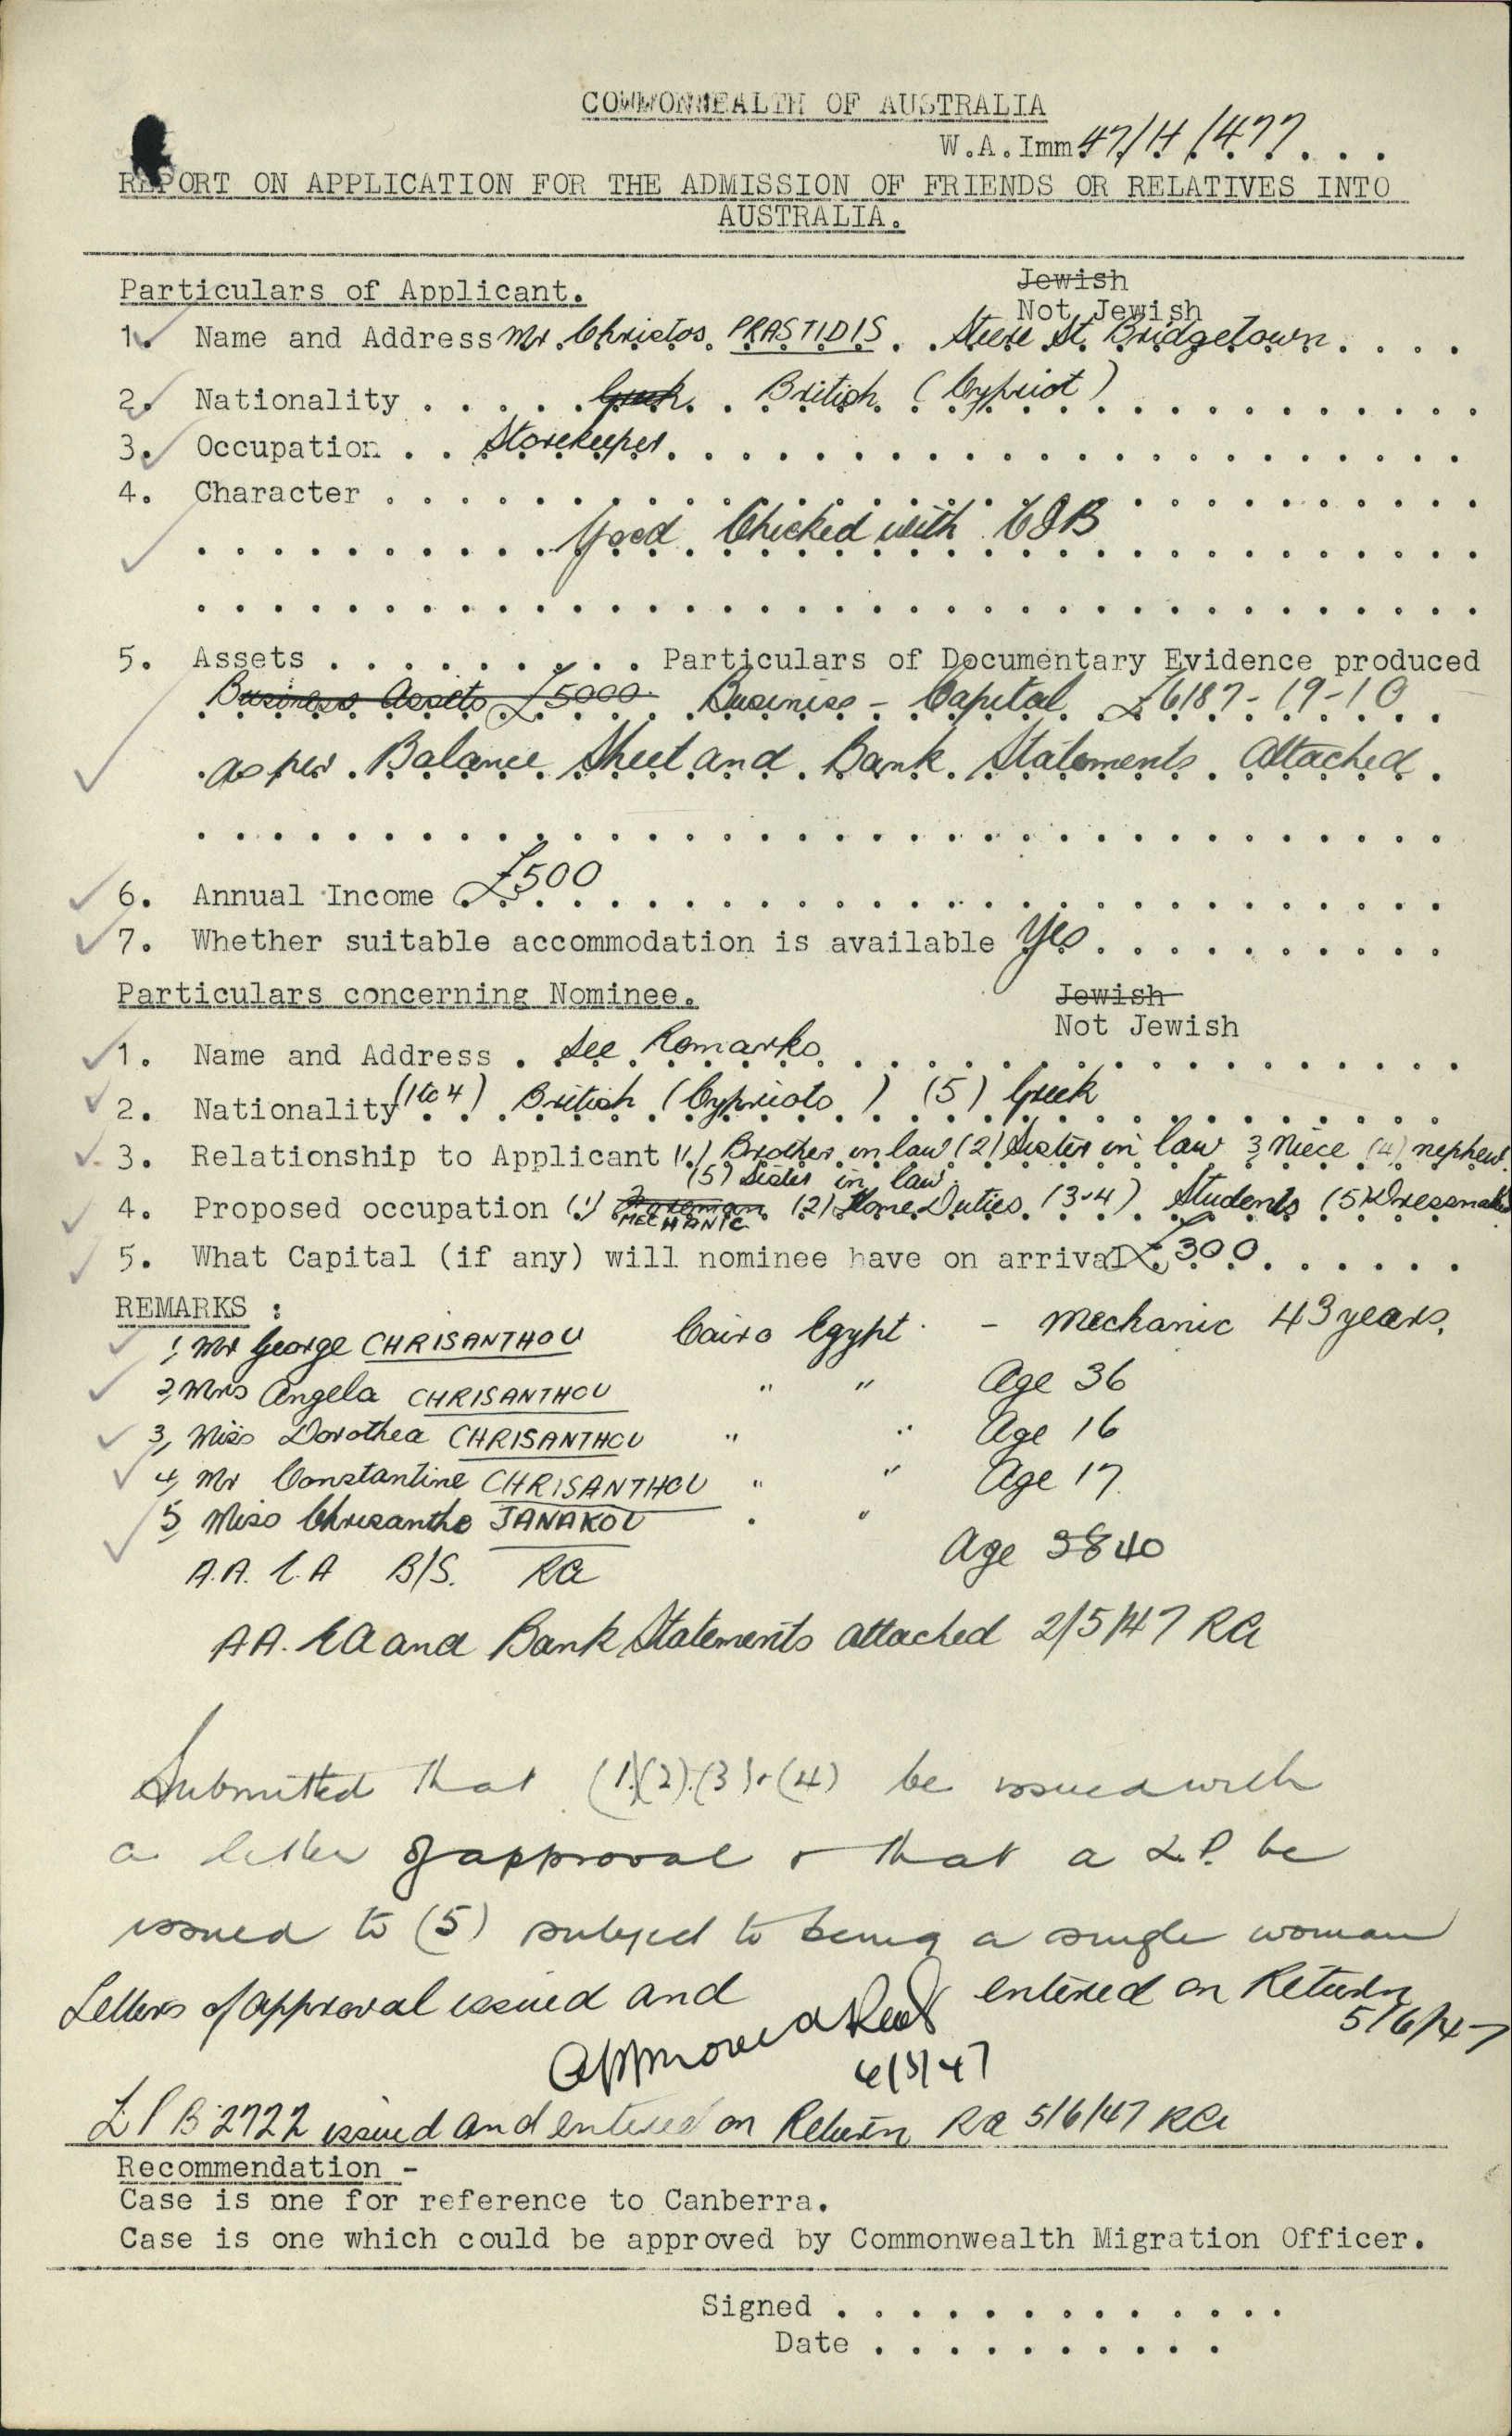 COMMONWEALTH OF AUSTRALIA
W.A. Imm 47/H/477...
REPORT ON APPLICATION FOR THE ADMISSION OF FRIENDS OR RELATIVES INTO
AUSTRALIA.
Particulars of Applicant.
Jewish
Not Jewish
1. Name and Address Mr Christos PRASTIDIS. Steere St. Bridgetown....
2. Nationality ..... Greek. British (Cypriot)
3. Occupation .. Storekeeper.
4. Character
Good. Checked with CIB
5. Assets .......... Particulars of Documentary Evidence produced
Business Assets £5000 Business - Capital £6187-19-10
as per Balance Sheet and Bank Statements attached.
6. Annual Income £500
7. Whether suitable accommodation is available Yes
Particulars concerning Nominee.
Jewish
Not Jewish
1. Name and Address . See Remarks
2. Nationality (1 to 4) British (Cypriots) (5) Greek
3. Relationship to Applicant (1) Brother in law (2) Sister in law 3 Niece (4) nephew.
(5) Sister in law.
4. Proposed occupation (1) MECHANIC (2) Home Duties (3-4) Students (5) Dressmaker
5. What Capital (if any) will nominee have on arrival £300
REMARKS :
1, Mr George CHRISANTHOU Cairo Egypt - Mechanic 43 years.
2, Mrs Angela CHRISANTHOU " " Age 36
3, Miss Dorothea CHRISANTHOU " " Age 16
4, Mr Constantine CHRISANTHOU " " Age 17
5, Miss Chrisanthe JANAKOU " "
Age 38 40
A.A. L.A B/S. RA
AA. LA and Bank Statements attached 2/5/47 RA
Submitted that (1)(2)(3)+(4) be issued with
a letter of approval & that a L.P. be
issued to (5) subject to being a single woman
Letters of approval issued and entered on Return
5/6/47
Approved
6/5/47
LP B 2722 issued and entered on Return RA 5/6/47 RA
Recommendation -
Case is one for reference to Canberra.
Case is one which could be approved by Commonwealth Migration Officer.
Signed ..............
Date ...........